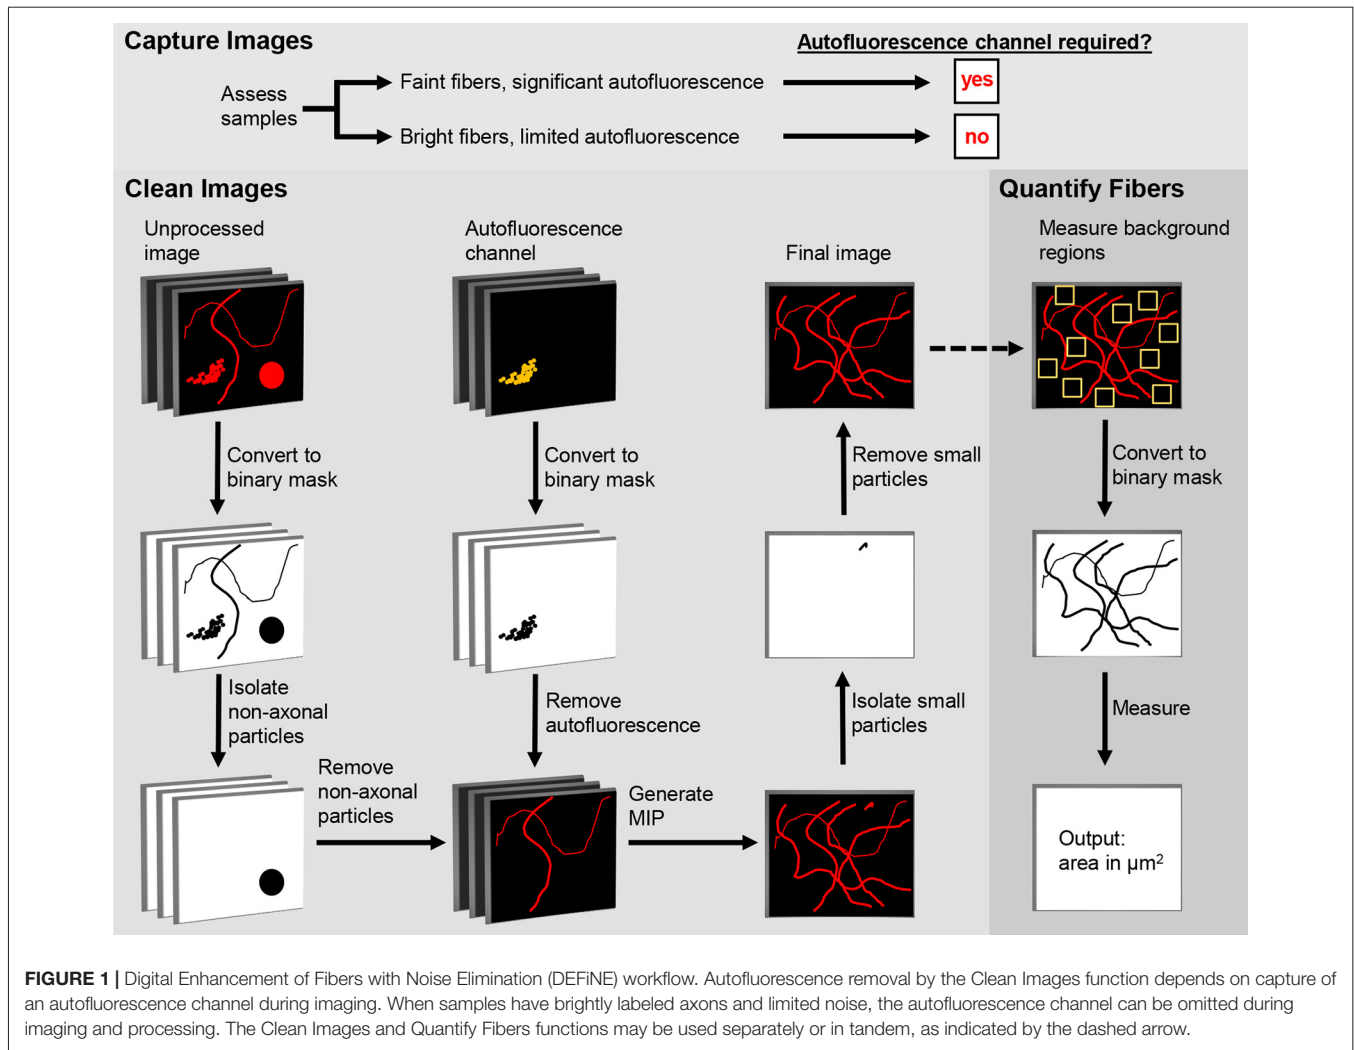 Capture Images
Autofluorescence channel required?
Assess
samples
Faint fibers, significant autofluorescence
yes
Bright fibers, limited autofluorescence
no
Clean Images
Unprocessed
image
Autofluorescence
channel
Final image
Convert to
binary mask
Convert to
binary mask
Remove small
particles
Isolate
non-axonal
particles
Remove
autofluorescence
Isolate small
particles
Remove
non-axonal
particles
Generate
MIP
Quantify Fibers
Measure background
regions
Convert to
binary mask
Measure
Output:
area in µm²
FIGURE 1 | Digital Enhancement of Fibers with Noise Elimination (DEFiNE) workflow. Autofluorescence removal by the Clean Images function depends on capture of
an autofluorescence channel during imaging. When samples have brightly labeled axons and limited noise, the autofluorescence channel can be omitted during
imaging and processing. The Clean Images and Quantify Fibers functions may be used separately or in tandem, as indicated by the dashed arrow.